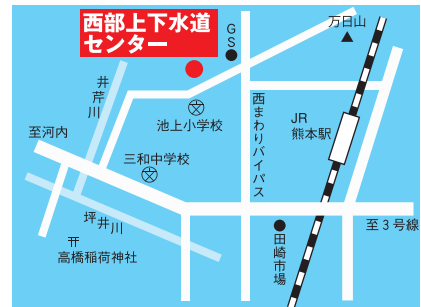 西部上下水道
センター
GS
万日山
井芹川
池上小学校
西まわりバイパス
JR
熊本駅
至河内
三和中学校
坪井川
高橋稲荷神社
田崎市場
至3号線